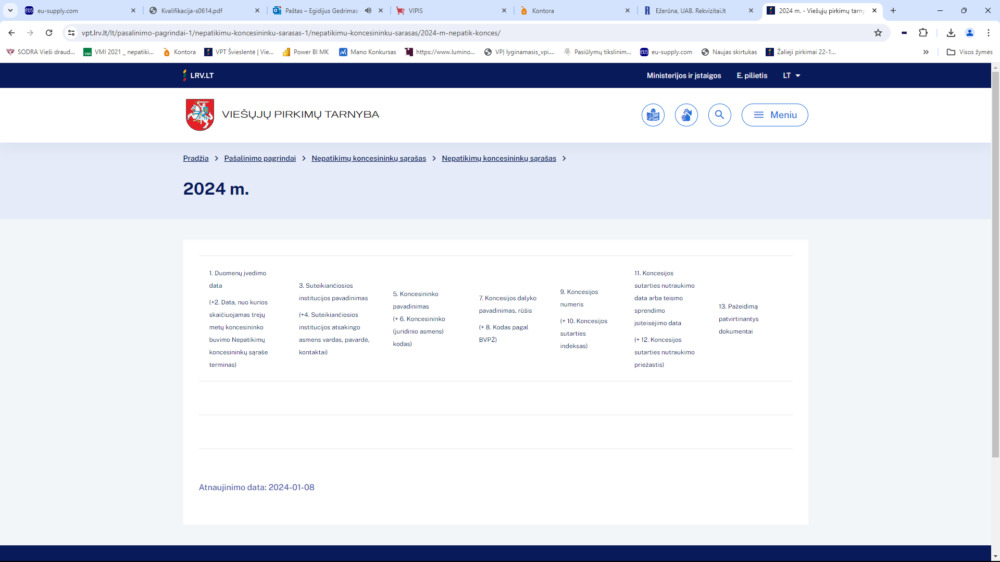 eus eu-supply.com
Kvalifikacija-s0614.pdf
Paštas – Egidijus Gedrimas
VIPIS
Kontora
Ežerūna, UAB. Rekvizitai.lt
2024 m. - Viešųjų pirkimų tarny
vpt.lrv.lt/lt/pasalinimo-pagrindai-1/nepatikimu-koncesininku-sarasas-1/nepatikimu-koncesininku-sarasas/2024-m-nepatik-konces/
SODRA Vieši draud...
VMI 2021 _ nepatiki...
Kontora
VPT Švieslentė | Vie...
Power BI MK
Mano Konkursas
https://www.lumino...
VPĮ lyginamasis_vpi....
Pasiūlymų tikslinim...
eus eu-supply.com
Naujas skirtukas
Žalieji pirkimai 22-1...
Visos žymės
LRV.LT
Ministerijos ir įstaigos
E. pilietis
LT
VIEŠŲJŲ PIRKIMŲ TARNYBA
Meniu
Pradžia > Pašalinimo pagrindai > Nepatikimų koncesininkų sąrašas > Nepatikimų koncesininkų sąrašas >
2024 m.
1. Duomenų įvedimo
data
(+2. Data, nuo kurios
skaičiuojamas trejų
metų koncesininko
buvimo Nepatikimų
koncesininkų sąraše
terminas)
3. Suteikiančiosios
institucijos pavadinimas
(+4. Suteikiančiosios
institucijos atsakingo
asmens vardas, pavardė,
kontaktai)
5. Koncesininko
pavadinimas
(+ 6. Koncesininko
(juridinio asmens)
kodas)
7. Koncesijos dalyko
pavadinimas, rūšis
(+ 8. Kodas pagal
BVPŽ)
9. Koncesijos
numeris
(+ 10. Koncesijos
sutarties
indeksas)
11. Koncesijos
sutarties nutraukimo
data arba teismo
sprendimo
įsiteisėjimo data
(+ 12. Koncesijos
sutarties nutraukimo
priežastis)
13. Pažeidimą
patvirtinantys
dokumentai
Atnaujinimo data: 2024-01-08